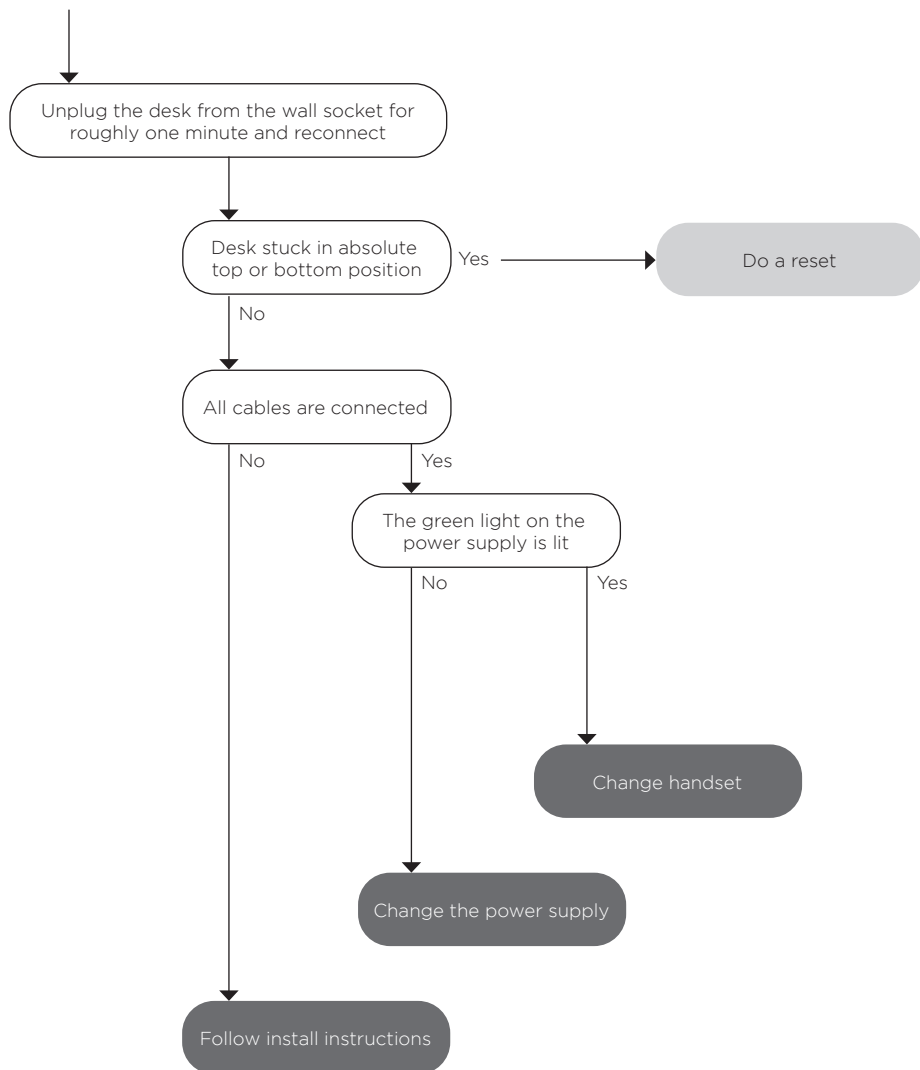 Unplug the desk from the wall socket for
roughly one minute and reconnect
Desk stuck in absolute
top or bottom position
Yes
Do a reset
No
All cables are connected
No
Yes
The green light on the
power supply is lit
No
Yes
Change handset
Change the power supply
Follow install instructions